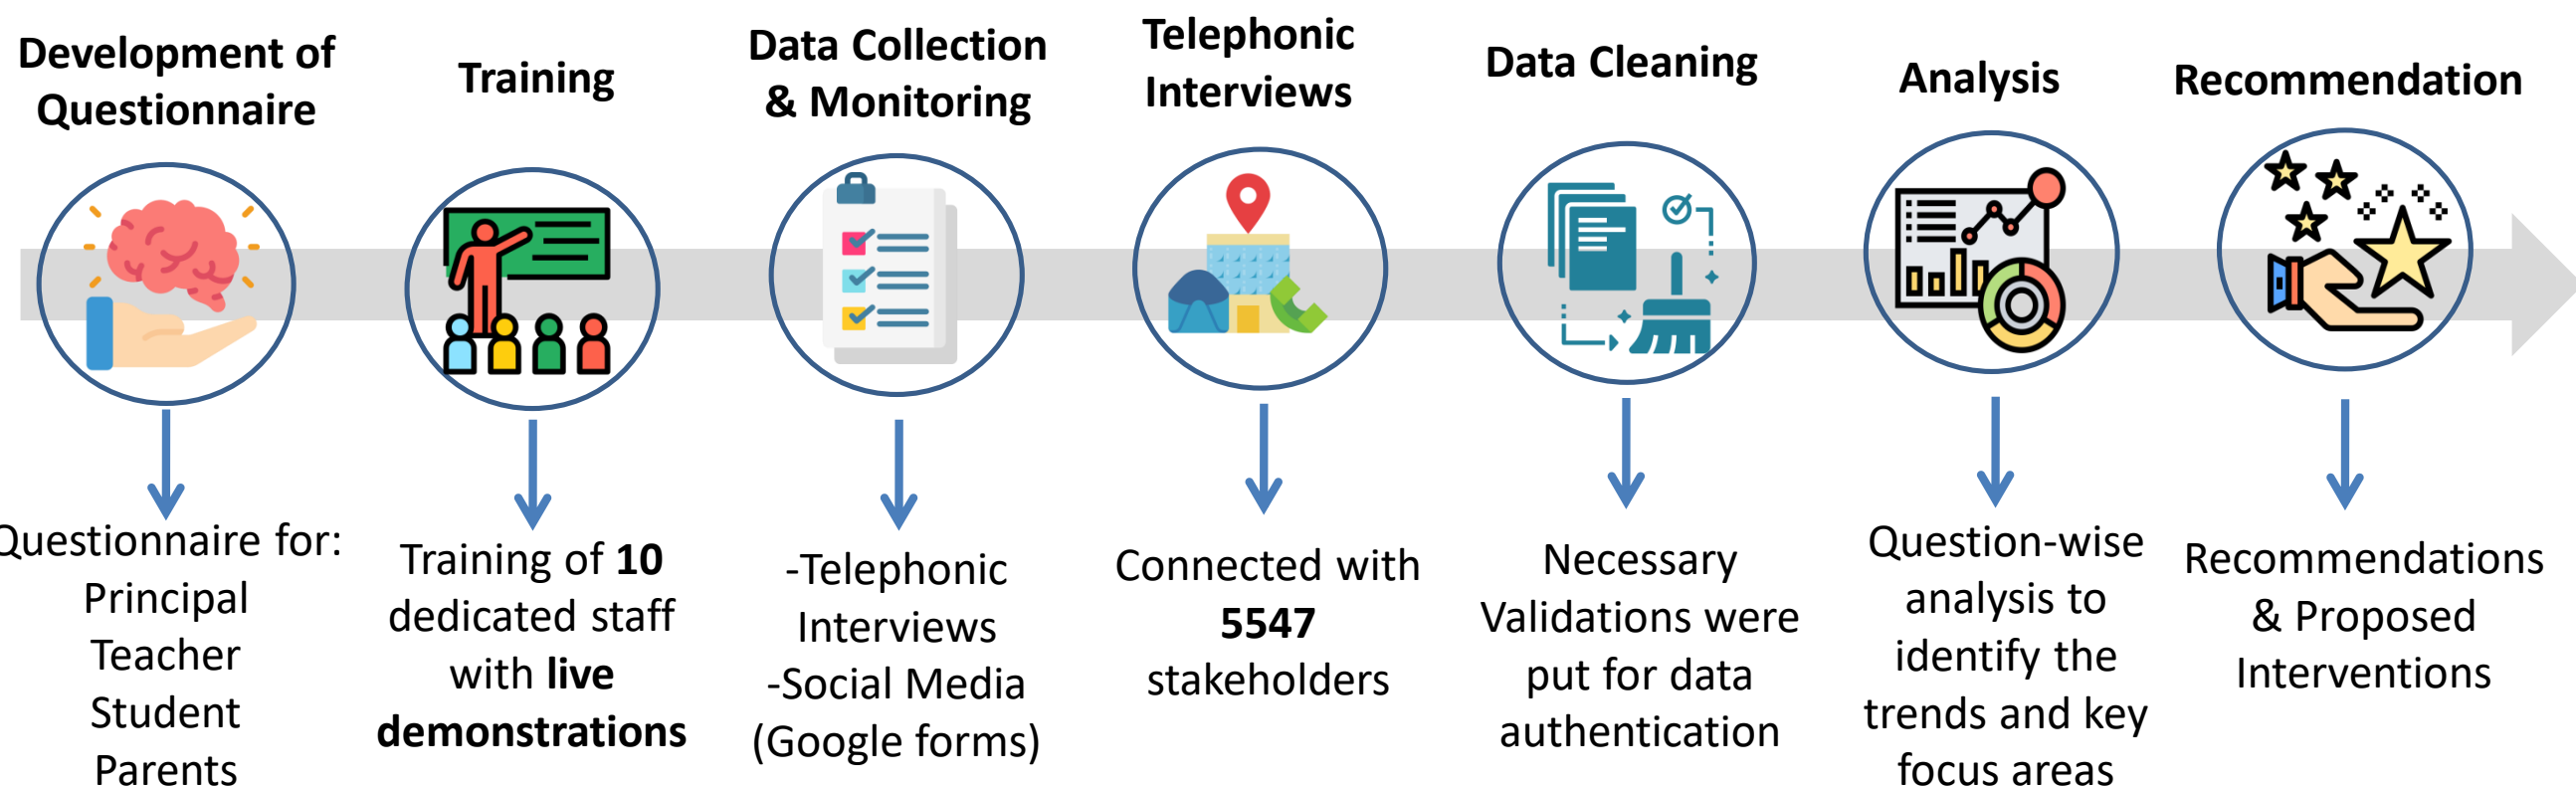 Development of
Questionnaire
Training
Data Collection
& Monitoring
Telephonic
Interviews
Data Cleaning
Analysis
Recommendation
Questionnaire for:
Principal
Teacher
Student
Parents
Training of 10
dedicated staff
with live
demonstrations
-Telephonic
Interviews
-Social Media
(Google forms)
Connected with
5547
stakeholders
Necessary
Validations were
put for data
authentication
Question-wise
analysis to
identify the
trends and key
focus areas
Recommendations
& Proposed
Interventions